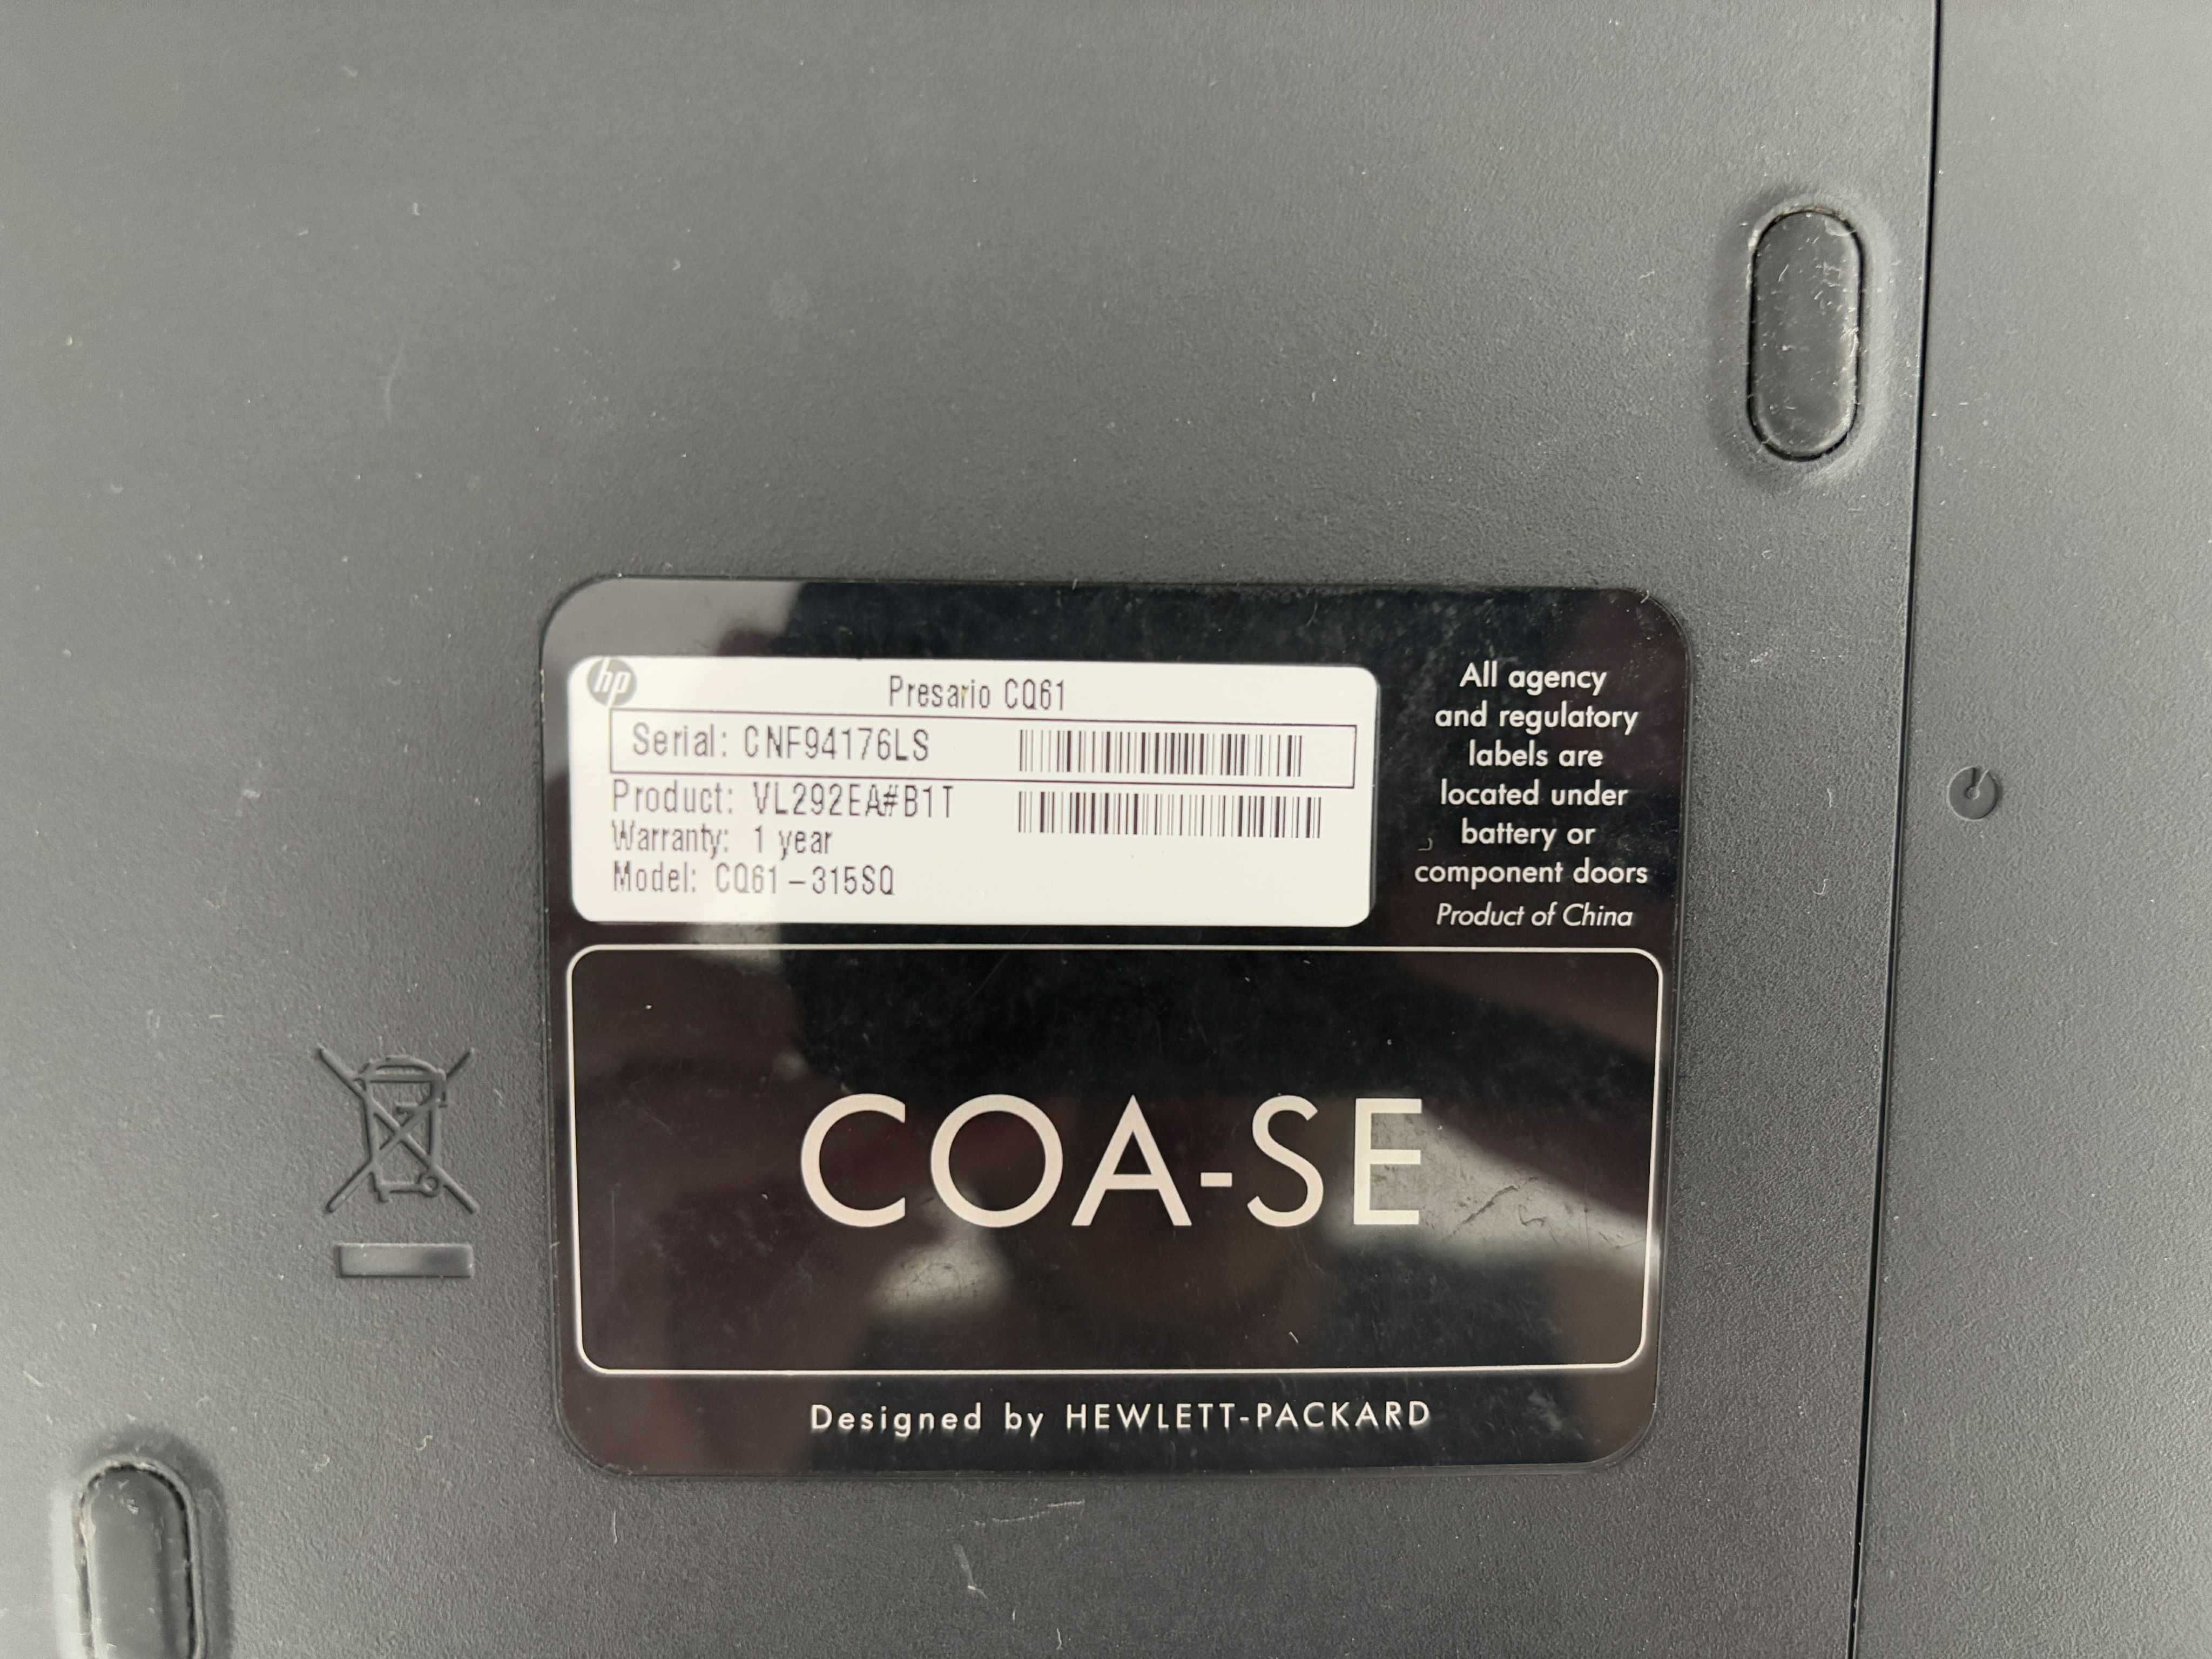 hp
Presario CQ61
Serial: CNF94176LS
Product: VL292EA#B1T
Warranty: 1 year
Model: CQ61-315SQ
All agency
and regulatory
labels are
located under
battery or
component doors
Product of China
COA-SE
Designed by HEWLETT-PACKARD